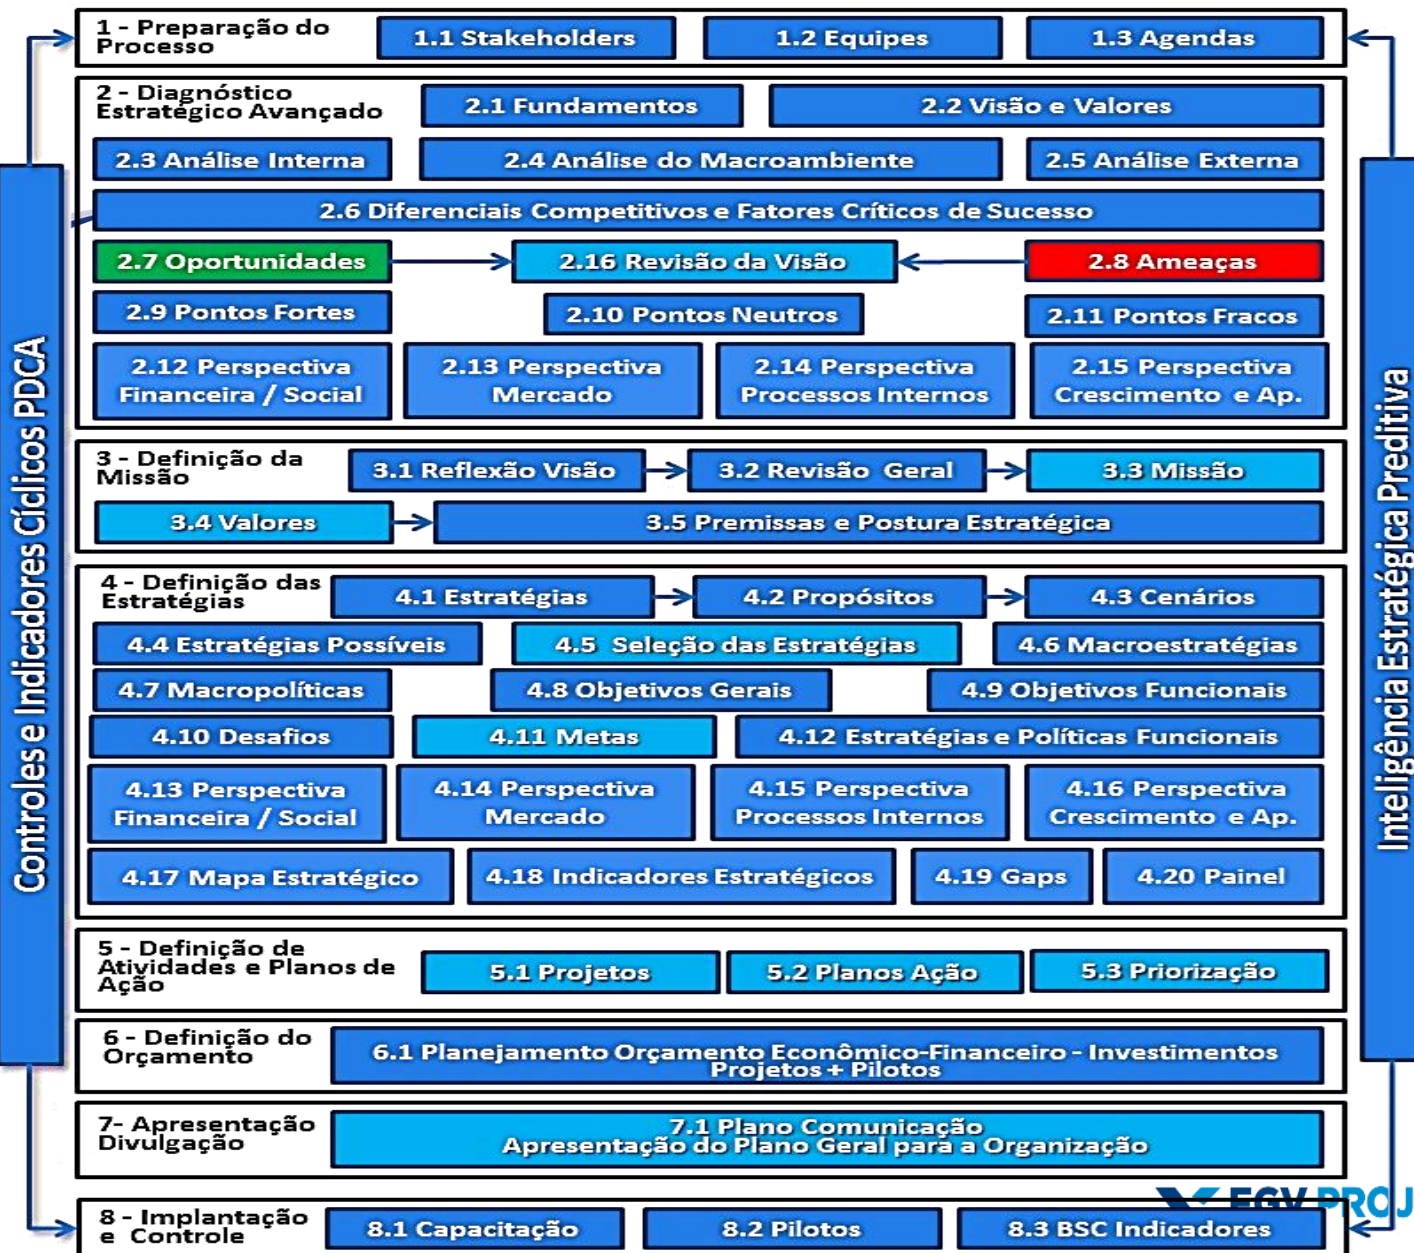 1 - Preparação do
Processo
1.1 Stakeholders
1.2 Equipes
1.3 Agendas
2 - Diagnóstico
Estratégico Avançado
2.1 Fundamentos
2.2 Visão e Valores
2.3 Análise Interna
2.4 Análise do Macroambiente
2.5 Análise Externa
2.6 Diferenciais Competitivos e Fatores Críticos de Sucesso
2.7 Oportunidades
2.16 Revisão da Visão
2.8 Ameaças
2.9 Pontos Fortes
2.10 Pontos Neutros
2.11 Pontos Fracos
2.12 Perspectiva
Financeira / Social
2.13 Perspectiva
Mercado
2.14 Perspectiva
Processos Internos
2.15 Perspectiva
Crescimento e Ap.
3 - Definição da
Missão
3.1 Reflexão Visão
3.2 Revisão Geral
3.3 Missão
3.4 Valores
3.5 Premissas e Postura Estratégica
4 - Definição das
Estratégias
4.1 Estratégias
4.2 Propósitos
4.3 Cenários
4.4 Estratégias Possíveis
4.5 Seleção das Estratégias
4.6 Macroestratégias
4.7 Macropolíticas
4.8 Objetivos Gerais
4.9 Objetivos Funcionais
4.10 Desafios
4.11 Metas
4.12 Estratégias e Políticas Funcionais
4.13 Perspectiva
Financeira / Social
4.14 Perspectiva
Mercado
4.15 Perspectiva
Processos Internos
4.16 Perspectiva
Crescimento e Ap.
4.17 Mapa Estratégico
4.18 Indicadores Estratégicos
4.19 Gaps
4.20 Painel
5 - Definição de
Atividades e Planos de
Ação
5.1 Projetos
5.2 Planos Ação
5.3 Priorização
6 - Definição do
Orçamento
6.1 Planejamento Orçamento Econômico-Financeiro - Investimentos
Projetos + Pilotos
7- Apresentação
Divulgação
7.1 Plano Comunicação
Apresentação do Plano Geral para a Organização
8 - Implantação
e Controle
8.1 Capacitação
8.2 Pilotos
8.3 BSC Indicadores
Controles e Indicadores Cíclicos PDCA
Inteligência Estratégica Preditiva